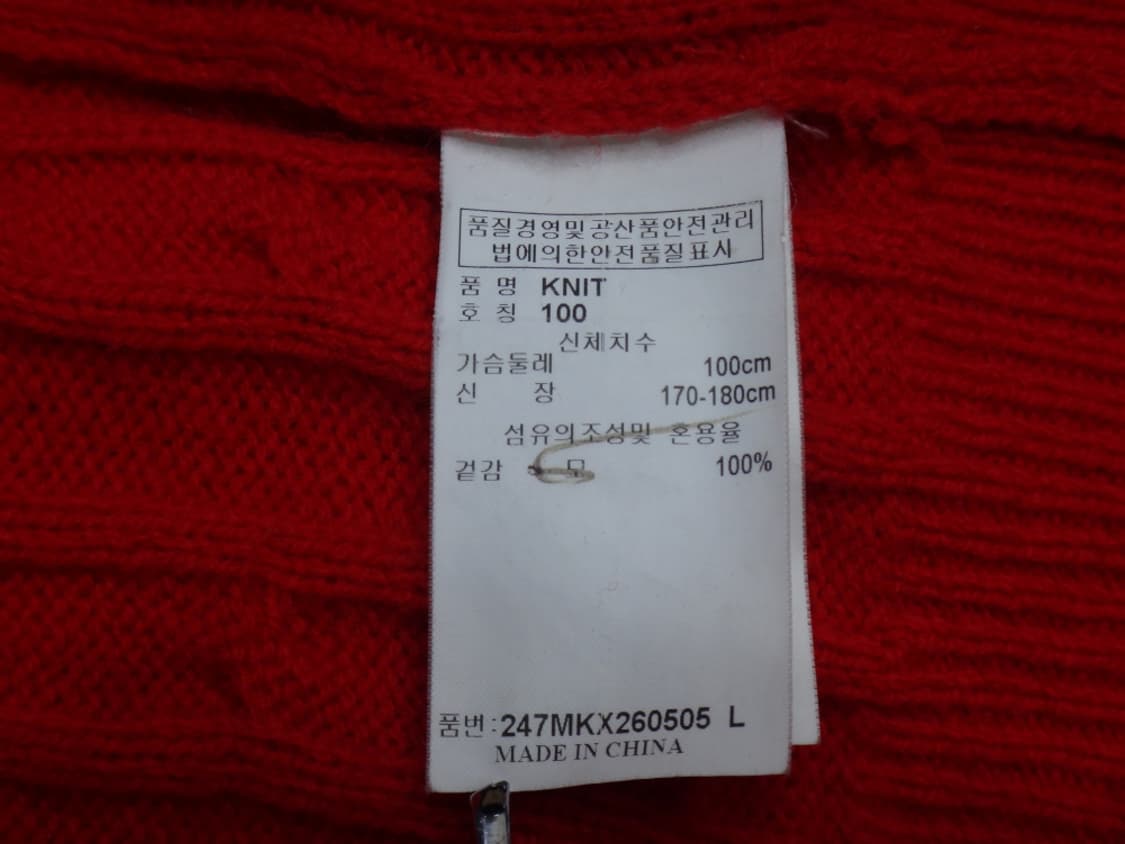 품질경영및공산품안전관리
법에의한안전품질표시
품 명 KNIT
호 칭 100
신체치수
가슴둘레 100cm
신 장 170-180cm
섬유의조성및 혼용율
겉감 모 100%
품번:247MKX260505 L
MADE IN CHINA